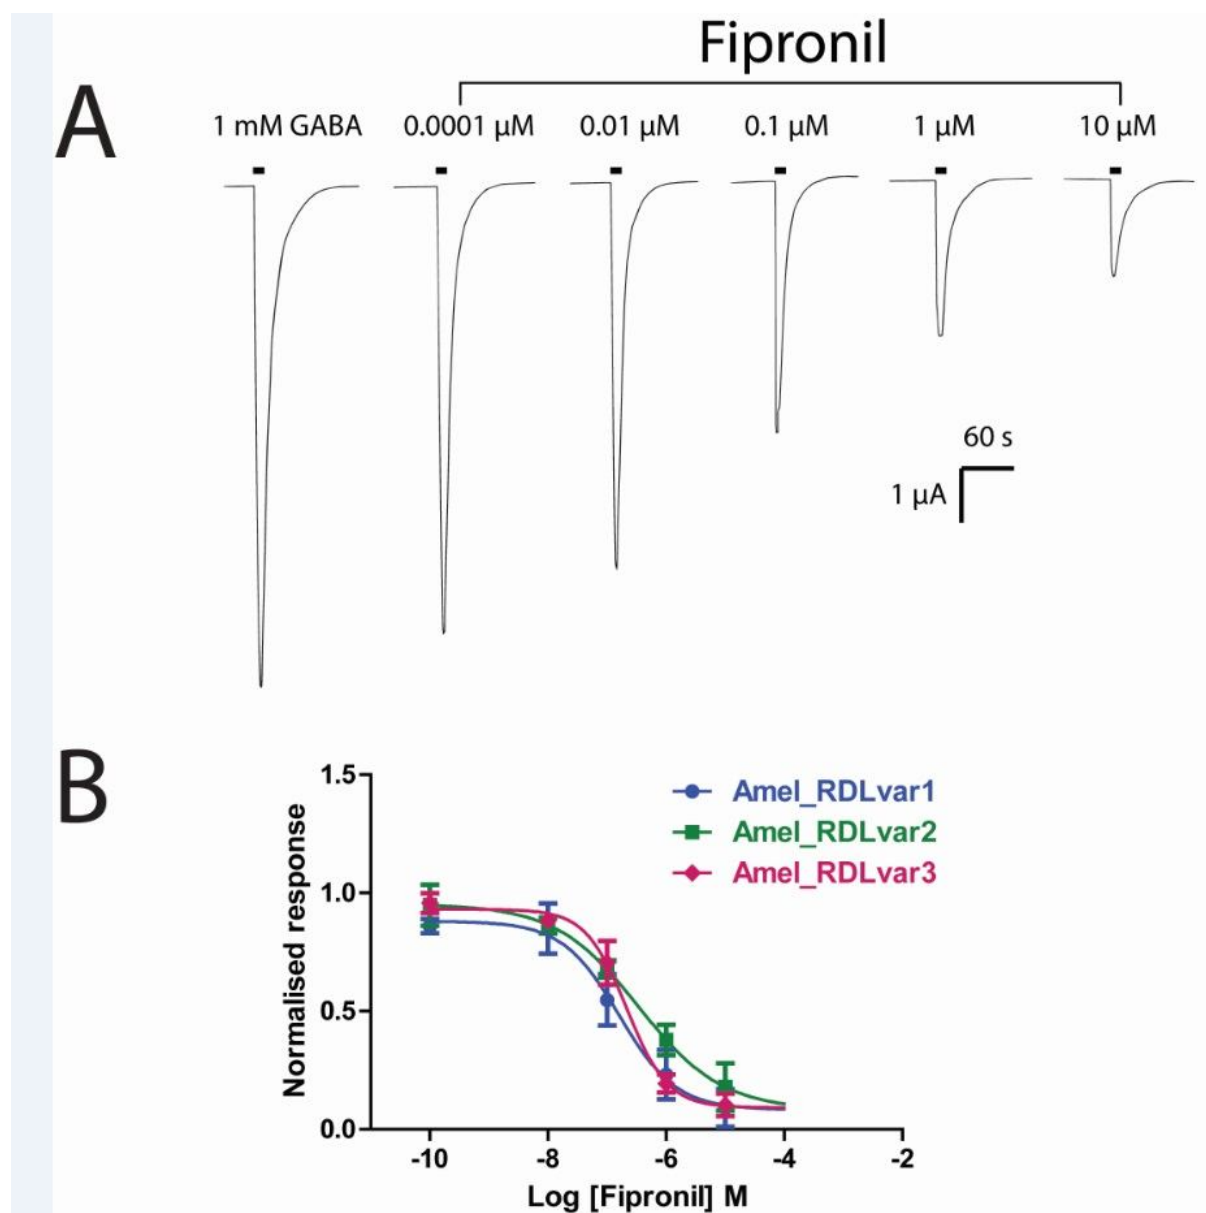 Fipronil
A
1 mM GABA 0.0001 µM 0.01 µM 0.1 µM 1 µM 10 µM
60 s
1 µA
B
1.5
1.0
0.5
0.0
Normalised response
Amel_RDLvar1
Amel_RDLvar2
Amel_RDLvar3
-10 -8 -6 -4 -2
Log [Fipronil] M